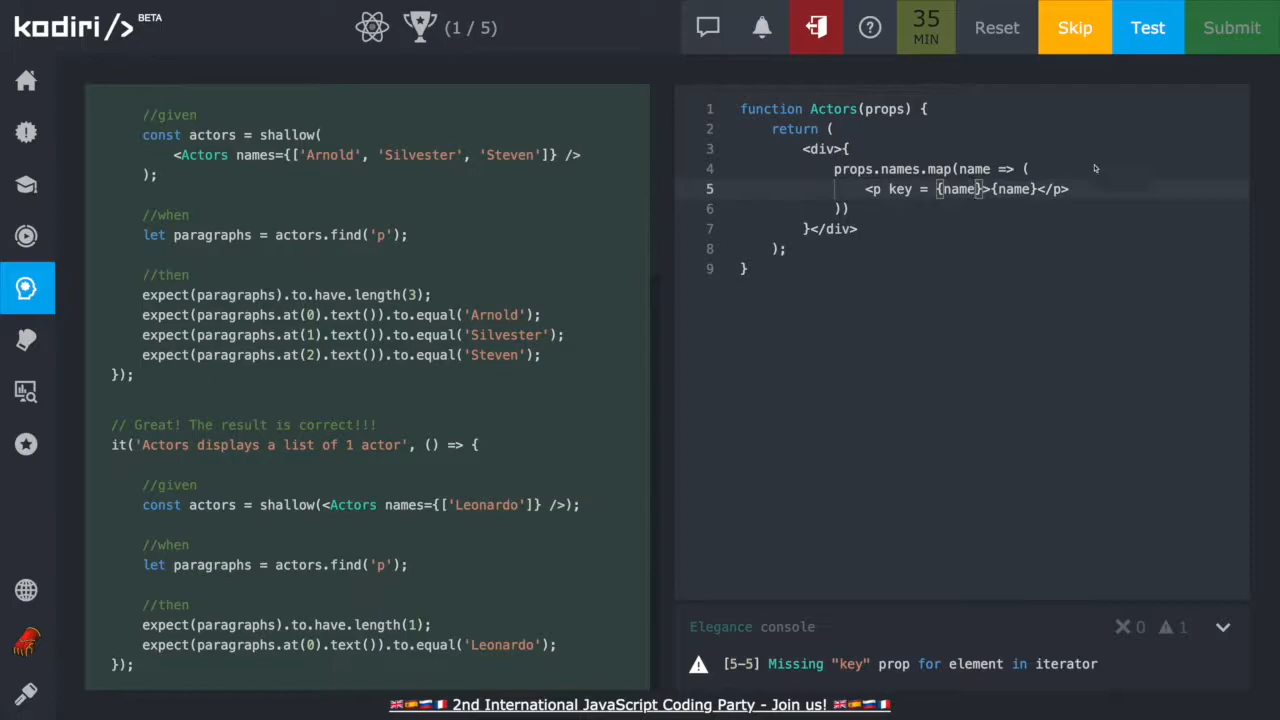 kodiri /> BETA
(1 / 5)
35
MIN
Reset
Skip
Test
Submit
//given
const actors = shallow(
<Actors names={['Arnold', 'Silvester', 'Steven']} />
);
//when
let paragraphs = actors.find('p');
//then
expect(paragraphs).to.have.length(3);
expect(paragraphs.at(0).text()).to.equal('Arnold');
expect(paragraphs.at(1).text()).to.equal('Silvester');
expect(paragraphs.at(2).text()).to.equal('Steven');
});
// Great! The result is correct!!!
it('Actors displays a list of 1 actor', () => {
//given
const actors = shallow(<Actors names={['Leonardo']} />);
//when
let paragraphs = actors.find('p');
//then
expect(paragraphs).to.have.length(1);
expect(paragraphs.at(0).text()).to.equal('Leonardo');
});
1 function Actors(props) {
2 return (
3 <div>{
4 props.names.map(name => (
5 <p key = {name}>{name}</p>
6 ))
7 }</div>
8 );
9 }
Elegance console
0
1
[5-5] Missing "key" prop for element in iterator
2nd International JavaScript Coding Party - Join us!